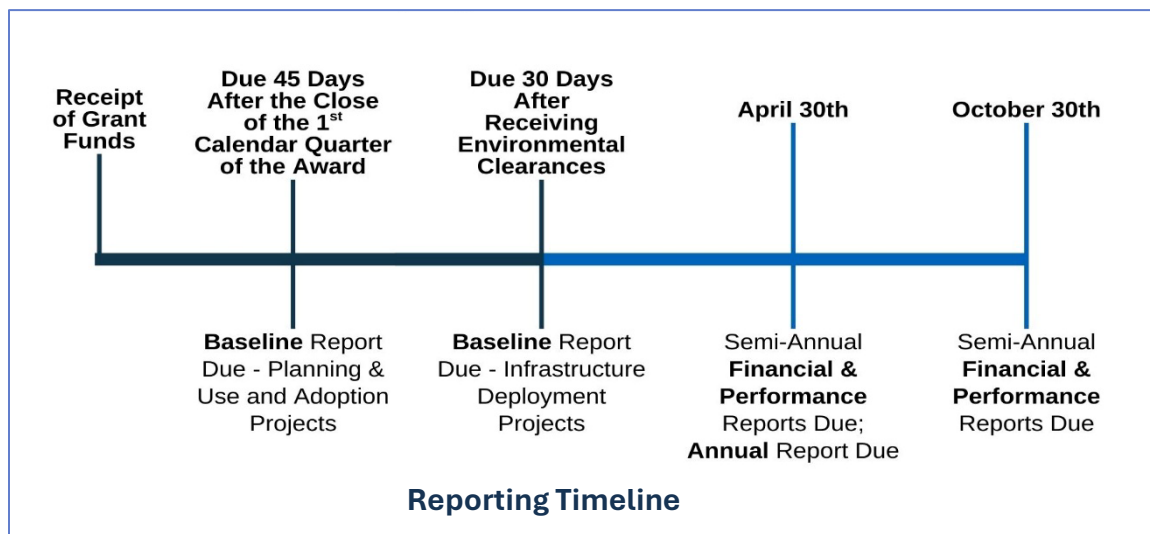 Receipt
of Grant
Funds
Due 45 Days
After the Close
of the 1st
Calendar Quarter
of the Award
Due 30 Days
After
Receiving
Environmental
Clearances
April 30th
October 30th
Baseline Report
Due - Planning &
Use and Adoption
Projects
Baseline Report
Due - Infrastructure
Deployment
Projects
Semi-Annual
Financial &
Performance
Reports Due;
Annual Report Due
Semi-Annual
Financial &
Performance
Reports Due
Reporting Timeline